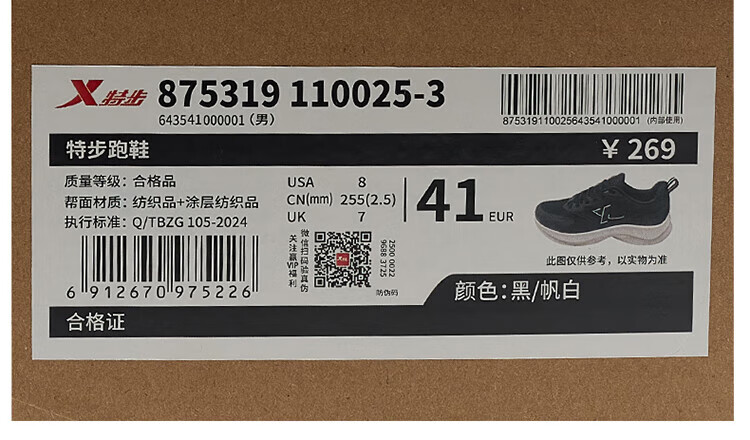 特步 875319 110025-3
643541000001 (男)
875319110025643541000001 (内部使用)
特步跑鞋 ¥ 269
质量等级: 合格品
帮面材质: 纺织品+涂层纺织品
执行标准: Q/TBZG 105-2024
USA 8
CN(mm) 255(2.5)
UK 7
41 EUR
此图仅供参考，以实物为准
6 912670 975226
微信扫码验真伪
关注赢VIP福利
特步
2500 0822
9688 3725
防伪码
颜色: 黑/帆白
合格证